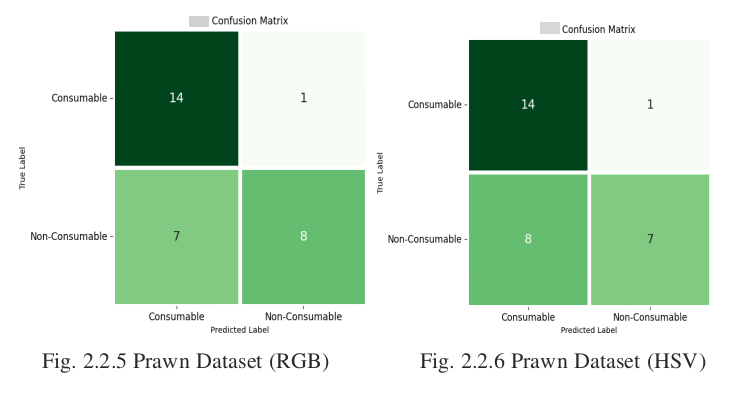 Confusion Matrix
Consumable
14
1
True Label
Non-Consumable
7
8
Consumable
Non-Consumable
Predicted Label
Fig. 2.2.5 Prawn Dataset (RGB)
Confusion Matrix
Consumable
14
1
True Label
Non-Consumable
8
7
Consumable
Non-Consumable
Predicted Label
Fig. 2.2.6 Prawn Dataset (HSV)